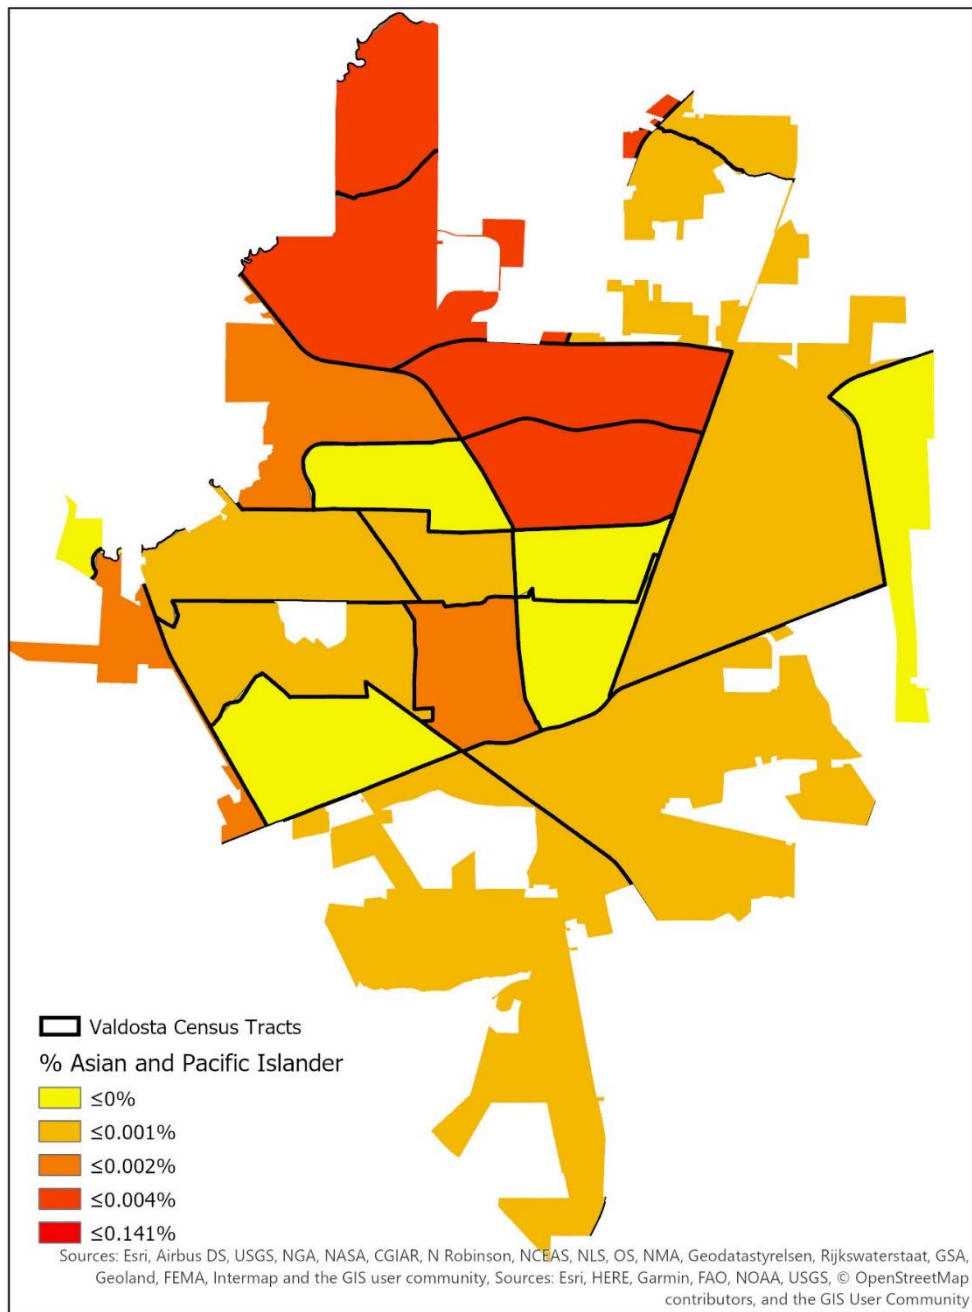 Valdosta Census Tracts
% Asian and Pacific Islander
≤0%
≤0.001%
≤0.002%
≤0.004%
≤0.141%
Sources: Esri, Airbus DS, USGS, NGA, NASA, CGIAR, N Robinson, NCEAS, NLS, OS, NMA, Geodatastyrelsen, Rijkswaterstaat, GSA,
Geoland, FEMA, Intermap and the GIS user community, Sources: Esri, HERE, Garmin, FAO, NOAA, USGS, © OpenStreetMap
contributors, and the GIS User Community